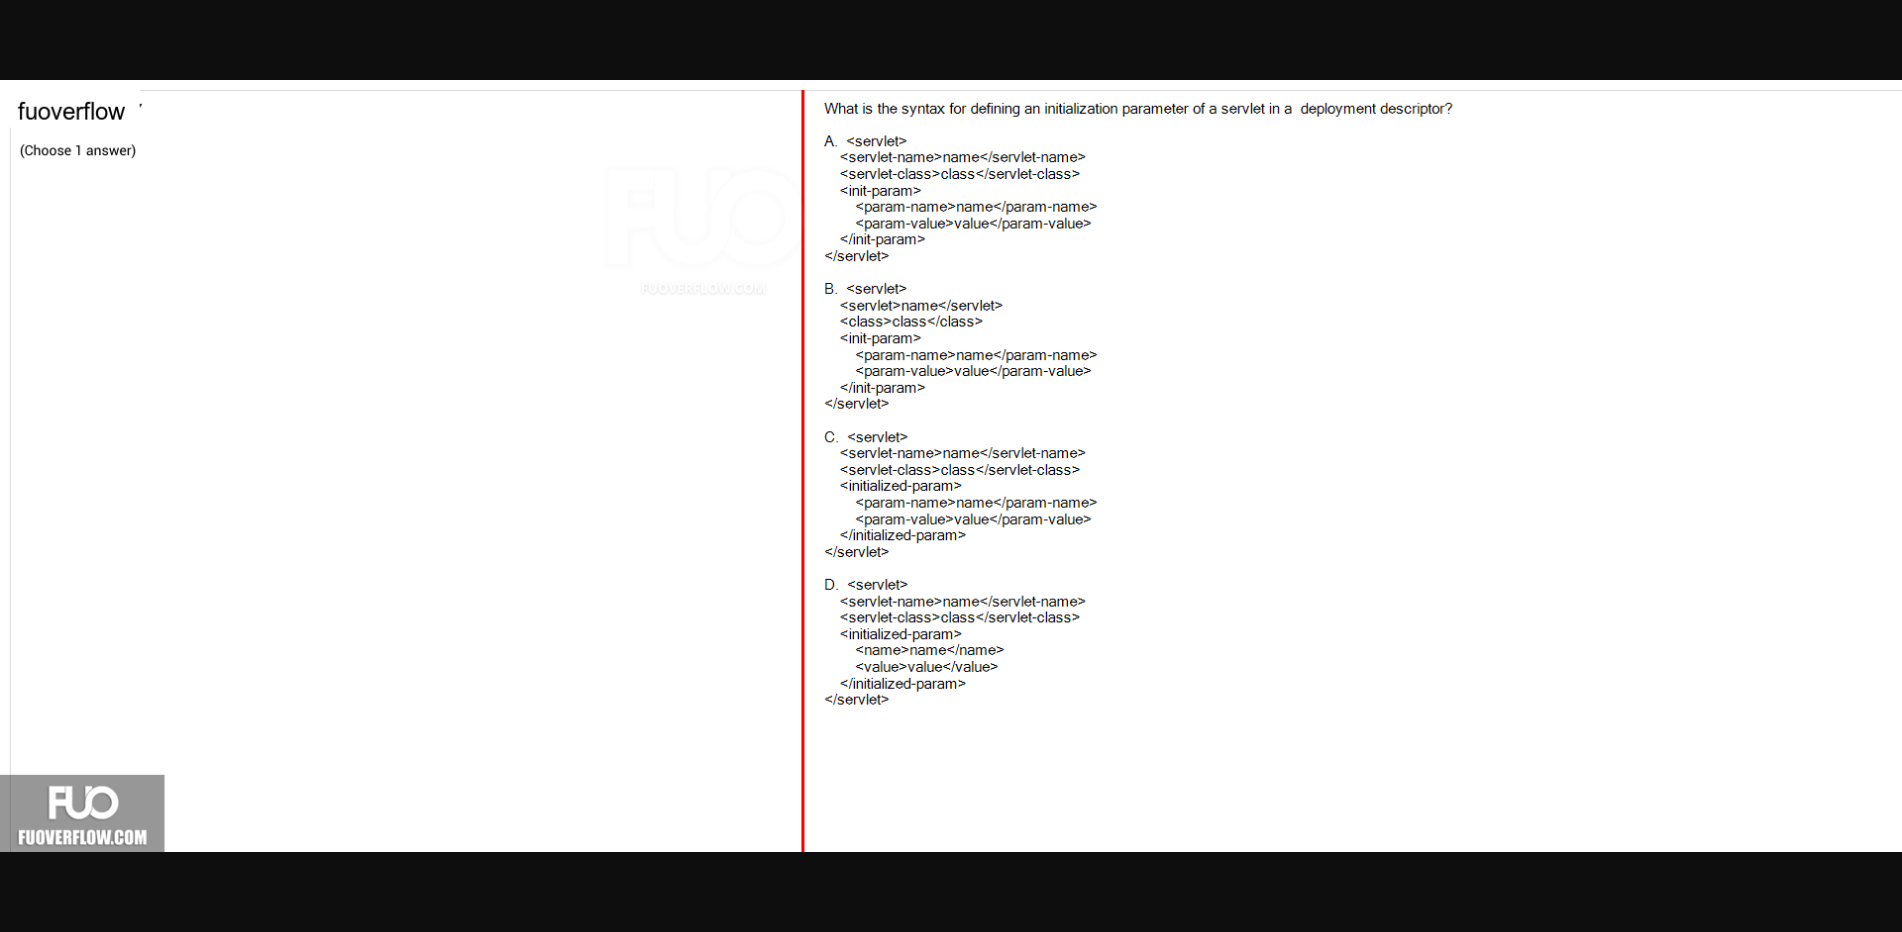 fuoverflow
(Choose 1 answer)
FUOVERFLOW.COM
What is the syntax for defining an initialization parameter of a servlet in a  deployment descriptor?
A.  <servlet>
<servlet-name>name</servlet-name>
<servlet-class>class</servlet-class>
<init-param>
<param-name>name</param-name>
<param-value>value</param-value>
</init-param>
</servlet>
B.  <servlet>
<servlet>name</servlet>
<class>class</class>
<init-param>
<param-name>name</param-name>
<param-value>value</param-value>
</init-param>
</servlet>
C.  <servlet>
<servlet-name>name</servlet-name>
<servlet-class>class</servlet-class>
<initialized-param>
<param-name>name</param-name>
<param-value>value</param-value>
</initialized-param>
</servlet>
D.  <servlet>
<servlet-name>name</servlet-name>
<servlet-class>class</servlet-class>
<initialized-param>
<name>name</name>
<value>value</value>
</initialized-param>
</servlet>
FUO
FUOVERFLOW.COM